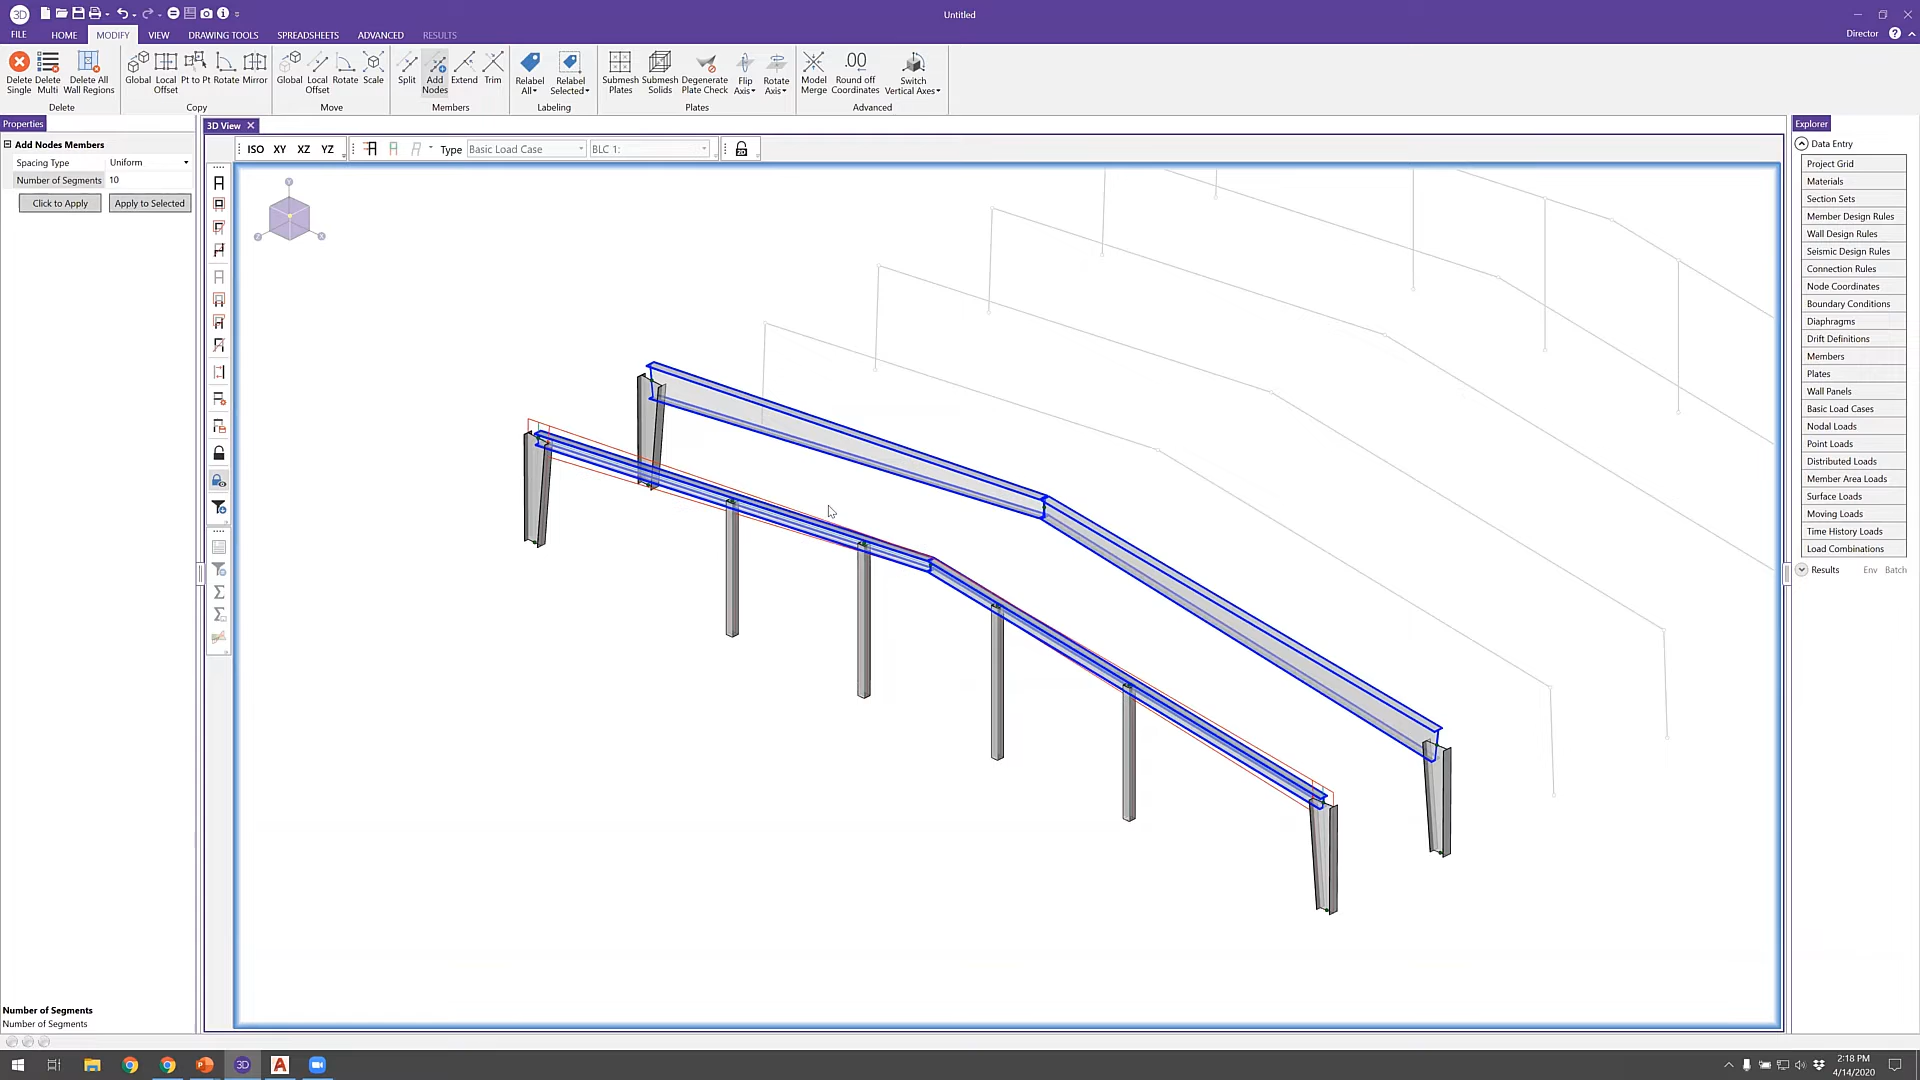 3D
Untitled
FILE HOME MODIFY VIEW DRAWING TOOLS SPREADSHEETS ADVANCED RESULTS
Director
Delete Single
Delete Multi
Delete All Wall Regions
Delete
Global
Local Offset
Pt to Pt
Rotate
Mirror
Copy
Global
Local Offset
Rotate
Scale
Move
Split
Add Nodes
Extend
Trim
Members
Relabel All
Relabel Selected
Labeling
Submesh Plates
Submesh Solids
Degenerate Plate Check
Flip Axis
Rotate Axis
Plates
Model Merge
.00
Round off Coordinates
Switch Vertical Axes
Advanced
Properties
Add Nodes Members
Spacing Type Uniform
Number of Segments 10
Click to Apply Apply to Selected
3D View
ISO XY XZ YZ
Type Basic Load Case BLC 1:
Y
Z X
Explorer
Data Entry
Project Grid
Materials
Section Sets
Member Design Rules
Wall Design Rules
Seismic Design Rules
Connection Rules
Node Coordinates
Boundary Conditions
Diaphragms
Drift Definitions
Members
Plates
Wall Panels
Basic Load Cases
Nodal Loads
Point Loads
Distributed Loads
Member Area Loads
Surface Loads
Moving Loads
Time History Loads
Load Combinations
Results Env Batch
Number of Segments
Number of Segments
3D
2:18 PM
4/14/2020